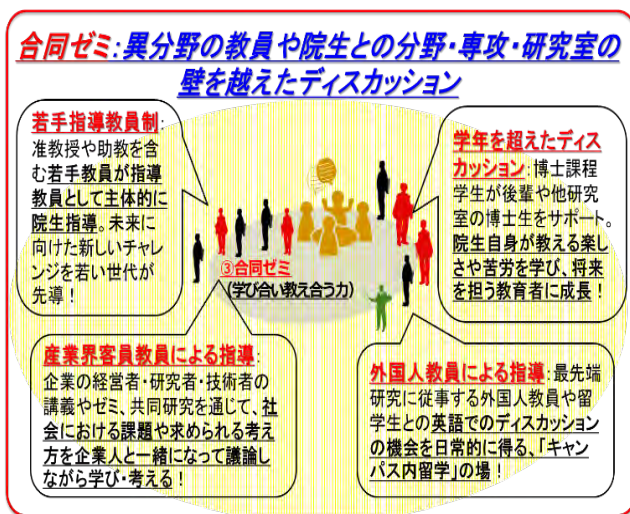 合同ゼミ:異分野の教員や院生との分野・専攻・研究室の
壁を越えたディスカッション
若手指導教員制:
准教授や助教を含
む若手教員が指導
教員として主体的に
院生指導。未来に
向けた新しいチャレ
ンジを若い世代が
先導！
学年を超えたディス
カッション:博士課程
学生が後輩や他研究
室の博士生をサポート。
院生自身が教える楽し
さや苦労を学び、将来
を担う教育者に成長！
③合同ゼミ
(学び合い教え合う力)
産業界客員教員による指導:
企業の経営者・研究者・技術者の
講義やゼミ、共同研究を通じて、社
会における課題や求められる考え
方を企業人と一緒になって議論し
ながら学び・考える！
外国人教員による指導:最先端
研究に従事する外国人教員や留
学生との英語でのディスカッション
の機会を日常的に得る、「キャン
パス内留学」の場！